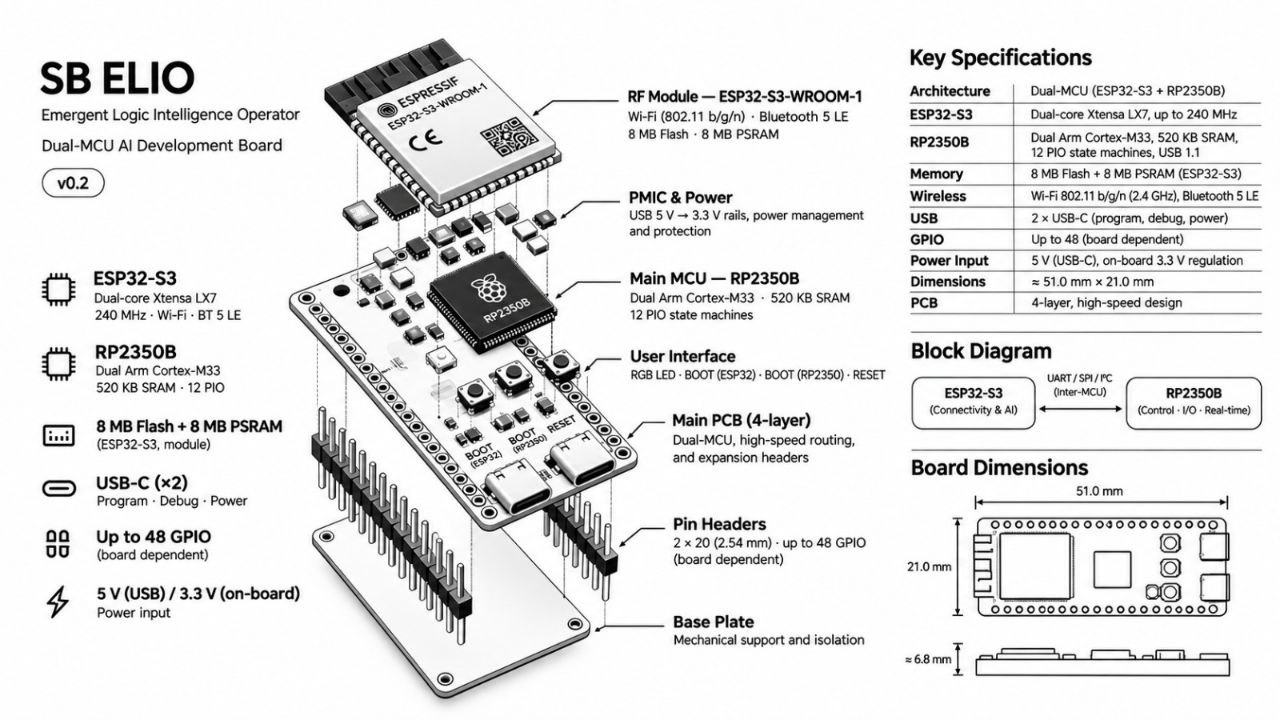 SB ELIO
Emergent Logic Intelligence Operator
Dual-MCU AI Development Board
v0.2
ESP32-S3
Dual-core Xtensa LX7
240 MHz · Wi-Fi · BT 5 LE
RP2350B
Dual Arm Cortex-M33
520 KB SRAM · 12 PIO
8 MB Flash + 8 MB PSRAM
(ESP32-S3, module)
USB-C (×2)
Program · Debug · Power
Up to 48 GPIO
(board dependent)
5 V (USB) / 3.3 V (on-board)
Power input
ESPRESSIF
ESP32-S3-WROOM-1
CE
RP2350B
BOOT
(ESP32)
BOOT
(RP2350)
RESET
RF Module — ESP32-S3-WROOM-1
Wi-Fi (802.11 b/g/n) · Bluetooth 5 LE
8 MB Flash · 8 MB PSRAM
PMIC & Power
USB 5 V → 3.3 V rails, power management
and protection
Main MCU — RP2350B
Dual Arm Cortex-M33 · 520 KB SRAM
12 PIO state machines
User Interface
RGB LED · BOOT (ESP32) · BOOT (RP2350) · RESET
Main PCB (4-layer)
Dual-MCU, high-speed routing,
and expansion headers
Pin Headers
2 × 20 (2.54 mm) · up to 48 GPIO
(board dependent)
Base Plate
Mechanical support and isolation
Key Specifications
Architecture Dual-MCU (ESP32-S3 + RP2350B)
ESP32-S3 Dual-core Xtensa LX7, up to 240 MHz
RP2350B Dual Arm Cortex-M33, 520 KB SRAM,
12 PIO state machines, USB 1.1
Memory 8 MB Flash + 8 MB PSRAM (ESP32-S3)
Wireless Wi-Fi 802.11 b/g/n (2.4 GHz), Bluetooth 5 LE
USB 2 × USB-C (program, debug, power)
GPIO Up to 48 (board dependent)
Power Input 5 V (USB-C), on-board 3.3 V regulation
Dimensions ≈ 51.0 mm × 21.0 mm
PCB 4-layer, high-speed design
Block Diagram
ESP32-S3
(Connectivity & AI)
UART / SPI / I²C
(Inter-MCU)
RP2350B
(Control · I/O · Real-time)
Board Dimensions
51.0 mm
21.0 mm
≈ 6.8 mm